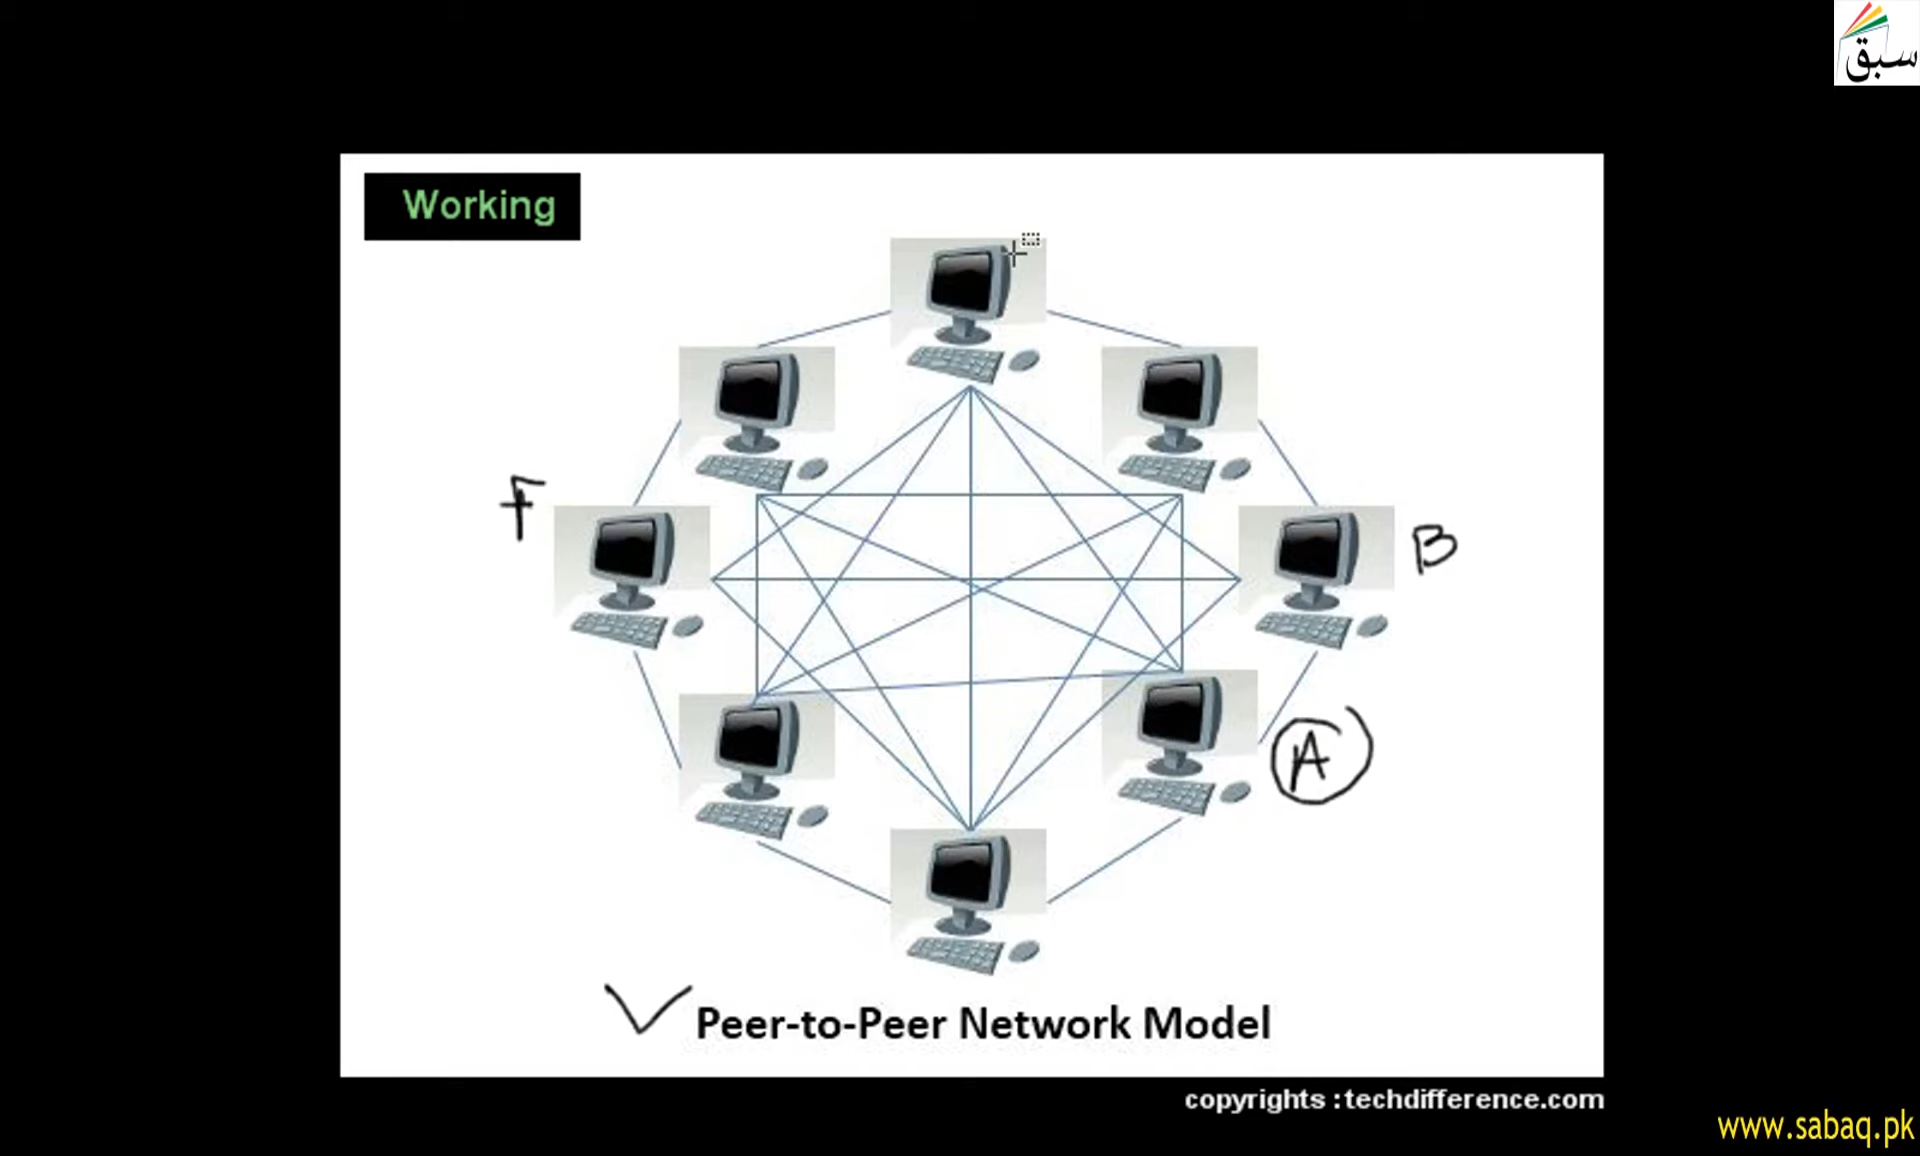 سبق
Working
F
B
A
Peer-to-Peer Network Model
copyrights : techdifference.com
www.sabaq.pk